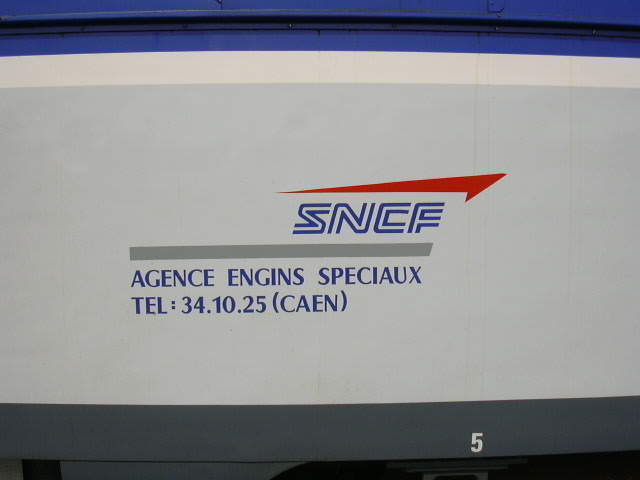 SNCF
AGENCE ENGINS SPECIAUX
TEL: 34.10.25 (CAEN)
5